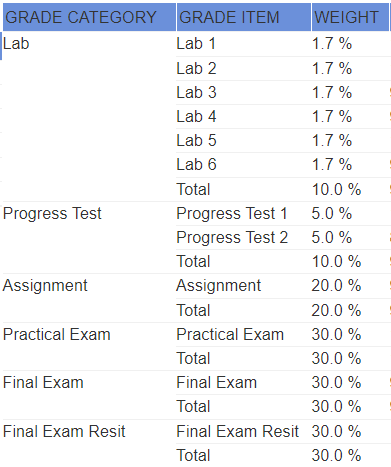 GRADE CATEGORY GRADE ITEM WEIGHT
Lab Lab 1 1.7 %
Lab 2 1.7 %
Lab 3 1.7 %
Lab 4 1.7 %
Lab 5 1.7 %
Lab 6 1.7 %
Total 10.0 %
Progress Test Progress Test 1 5.0 %
Progress Test 2 5.0 %
Total 10.0 %
Assignment Assignment 20.0 %
Total 20.0 %
Practical Exam Practical Exam 30.0 %
Total 30.0 %
Final Exam Final Exam 30.0 %
Total 30.0 %
Final Exam Resit Final Exam Resit 30.0 %
Total 30.0 %